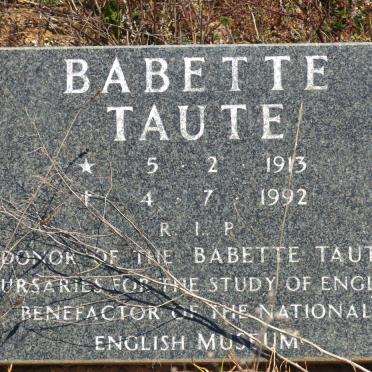 BABETTE
TAUTE
★ 5 · 2 · 1913
† 4 · 7 · 1992
R I P
DONOR OF THE BABETTE TAUT
URSARIES FOR THE STUDY OF ENGL
BENEFACTOR OF THE NATIONAL
ENGLISH MUSEUM